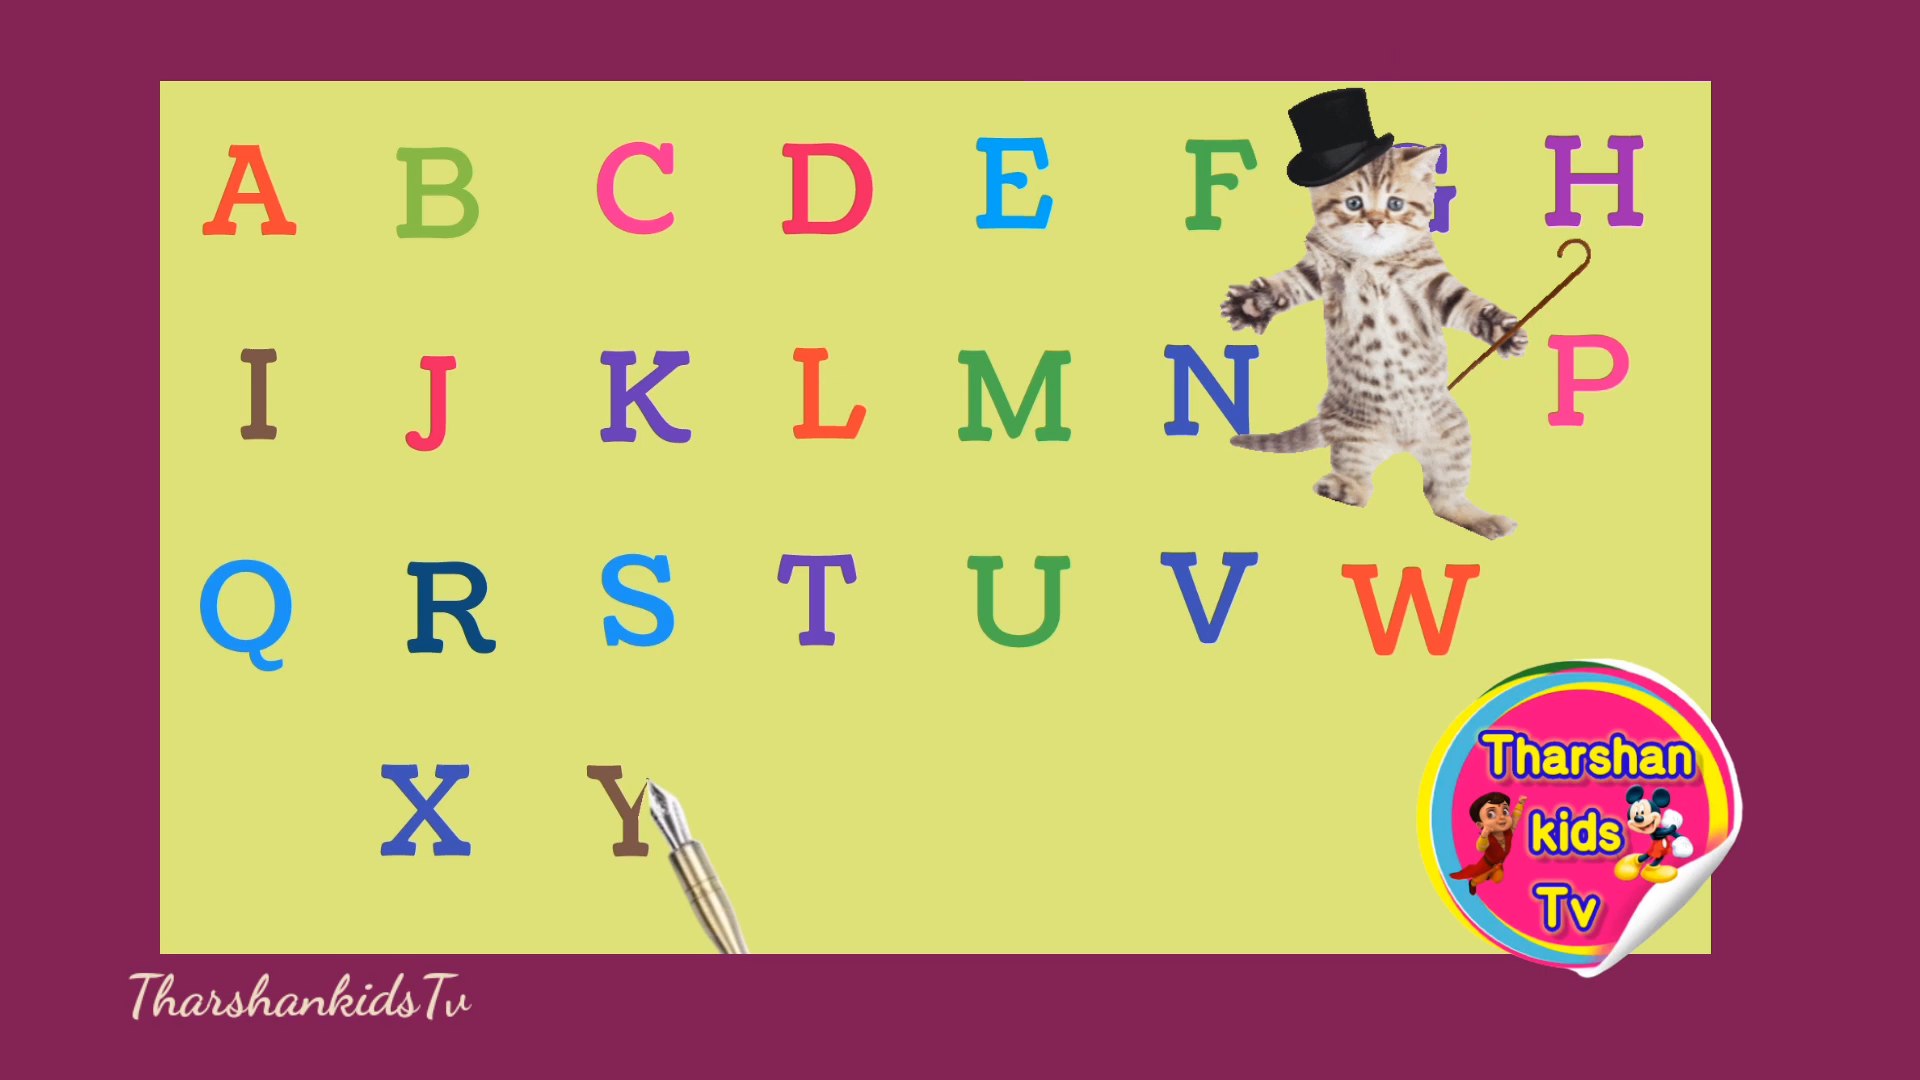 A B C D E F G H
I J K L M N P
Q R S T U V W
X Y
Tharshan
kids
Tv
TharshankidsTv